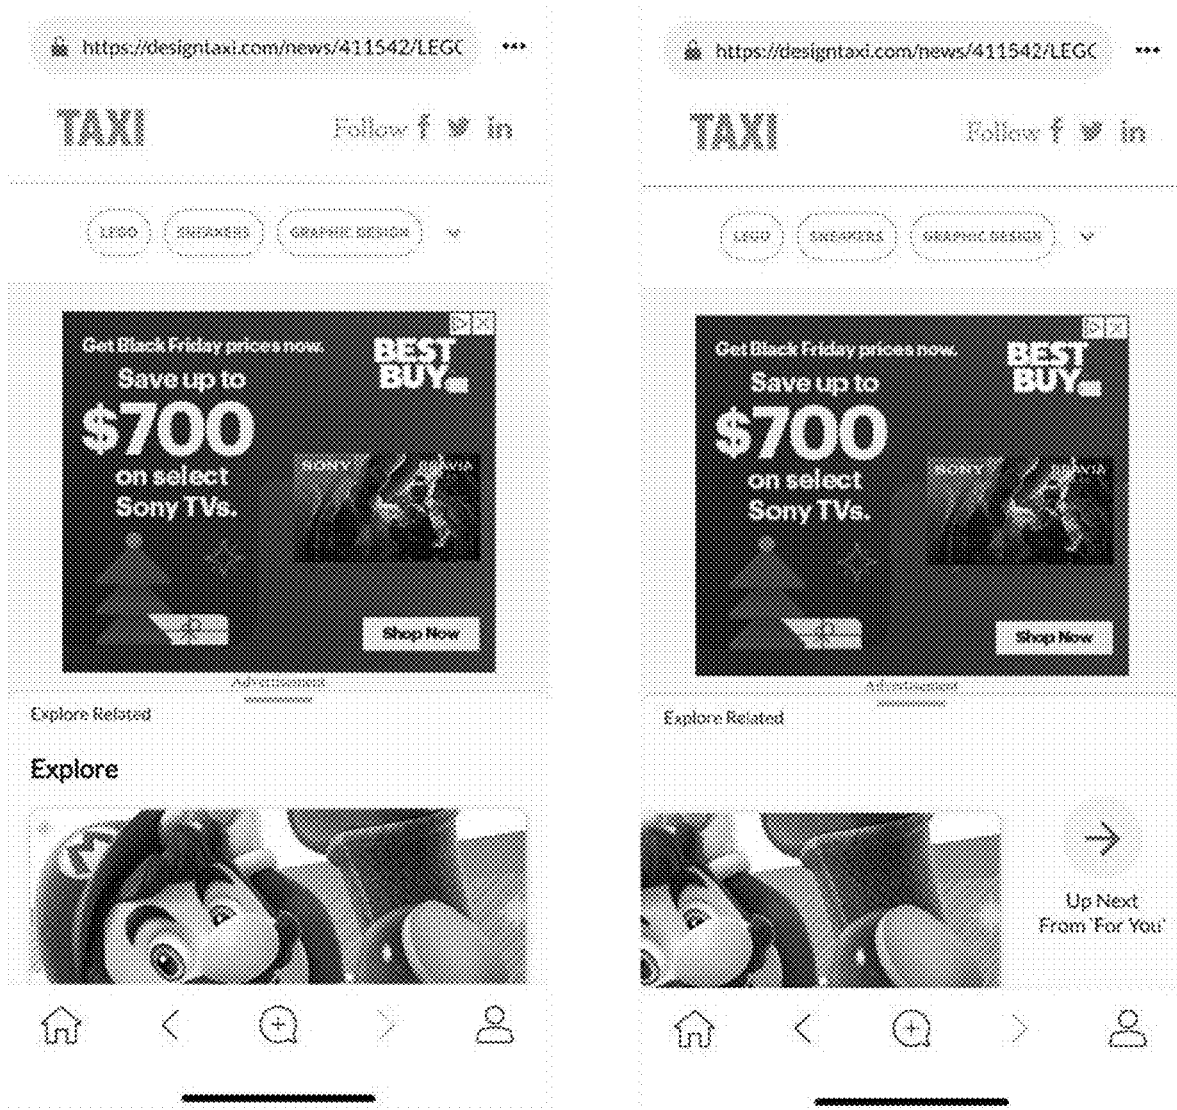 https://designtaxi.com/news/411542/LEGO
TAXI
Follow f in
LEGO SNEAKERS GRAPHIC DESIGN
Get Black Friday prices now.
BEST
BUY
Save up to
$700
on select
Sony TVs.
SONY BRAVIA
Shop Now
Advertisement
Explore Related
Explore
M
https://designtaxi.com/news/411542/LEGO
TAXI
Follow f in
LEGO SNEAKERS GRAPHIC DESIGN
Get Black Friday prices now.
BEST
BUY
Save up to
$700
on select
Sony TVs.
SONY BRAVIA
Shop Now
Advertisement
Explore Related
Up Next
From 'For You'